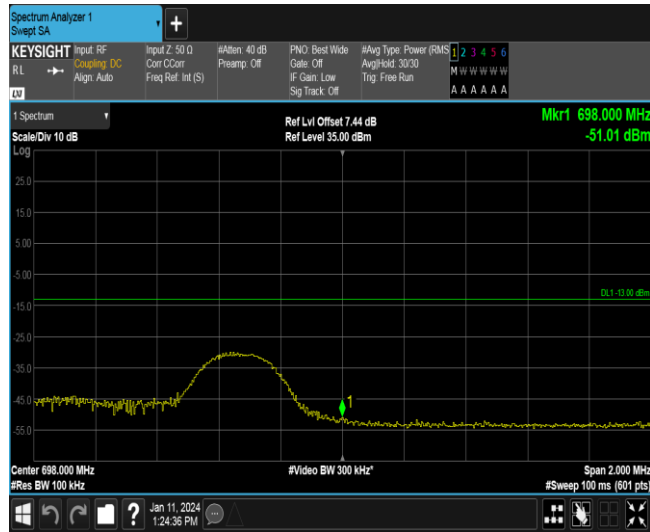 Spectrum Analyzer 1
Swept SA
+
KEYSIGHT
RL
LXI
Input: RF
Coupling: DC
Align: Auto
Input Z: 50 Ω
Corr CCorr
Freq Ref: Int (S)
#Atten: 40 dB
Preamp: Off
PNO: Best Wide
Gate: Off
IF Gain: Low
Sig Track: Off
#Avg Type: Power (RMS
Avg|Hold: 30/30
Trig: Free Run
1 2 3 4 5 6
M W W W W W
A A A A A A
1 Spectrum
Scale/Div 10 dB
Log
Ref Lvl Offset 7.44 dB
Ref Level 35.00 dBm
Mkr1 698.000 MHz
-51.01 dBm
25.0
15.0
5.00
-5.00
DL1 -13.00 dBm
-15.0
-25.0
-35.0
-45.0
1
-55.0
Center 698.000 MHz
#Res BW 100 kHz
#Video BW 300 kHz*
Span 2.000 MHz
#Sweep 100 ms (601 pts)
?
Jan 11, 2024
1:24:36 PM